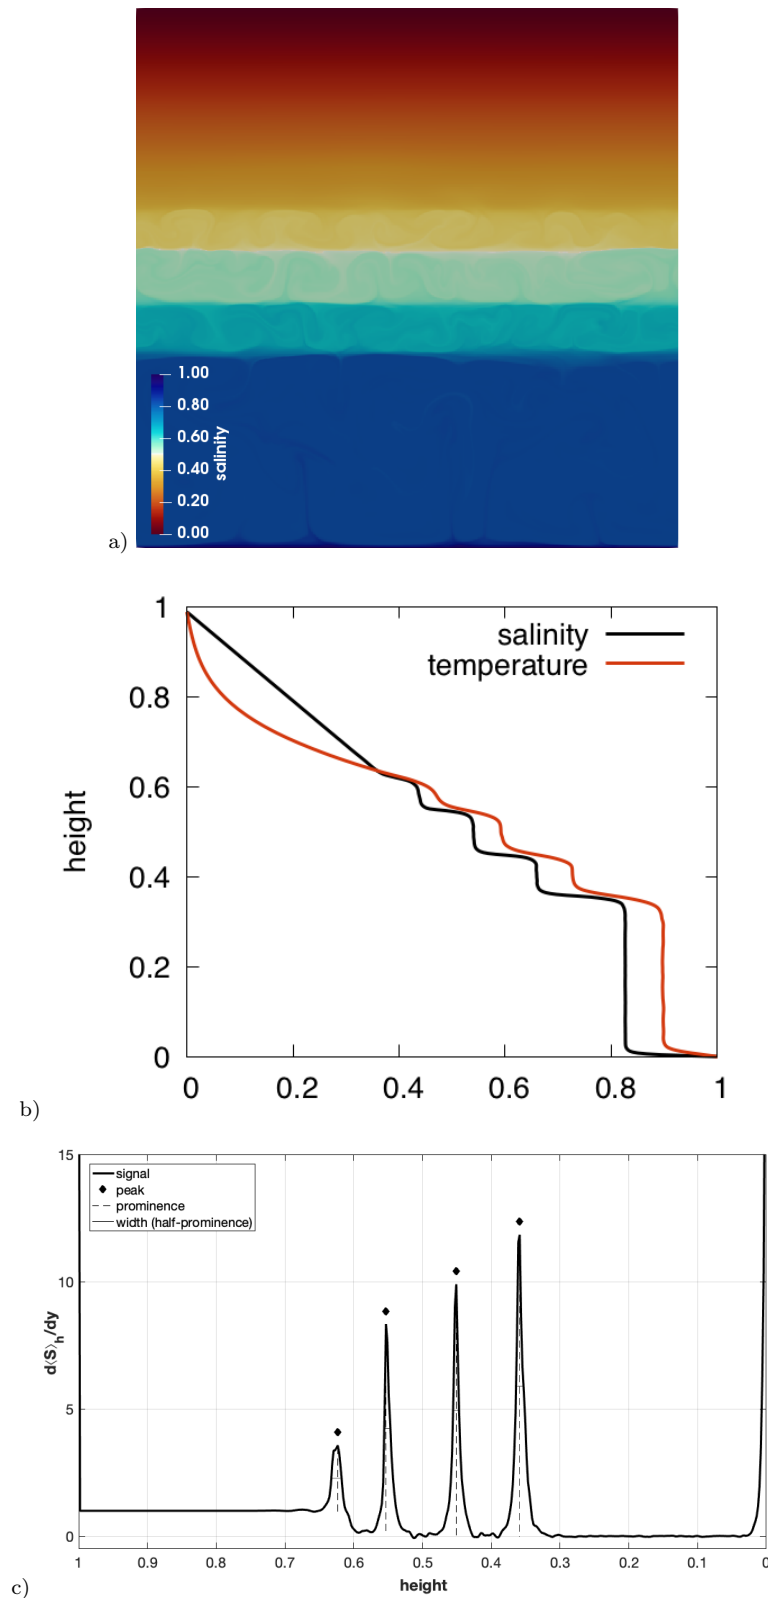 1.00
0.80
0.60
0.40
0.20
0.00
salinity
a)
1
0.8
0.6
0.4
0.2
0
height
salinity
temperature
0 0.2 0.4 0.6 0.8 1
b)
15
10
5
0
d⟨S⟩h/dy
signal
peak
prominence
width (half-prominence)
1 0.9 0.8 0.7 0.6 0.5 0.4 0.3 0.2 0.1 0
height
c)